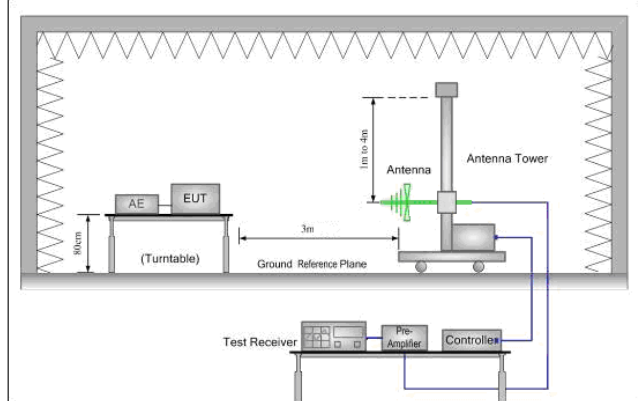 1m to 4m
Antenna
Antenna Tower
AE
EUT
80cm
(Turntable)
3m
Ground Reference Plane
Test Receiver
Pre-
Amplifier
Controller